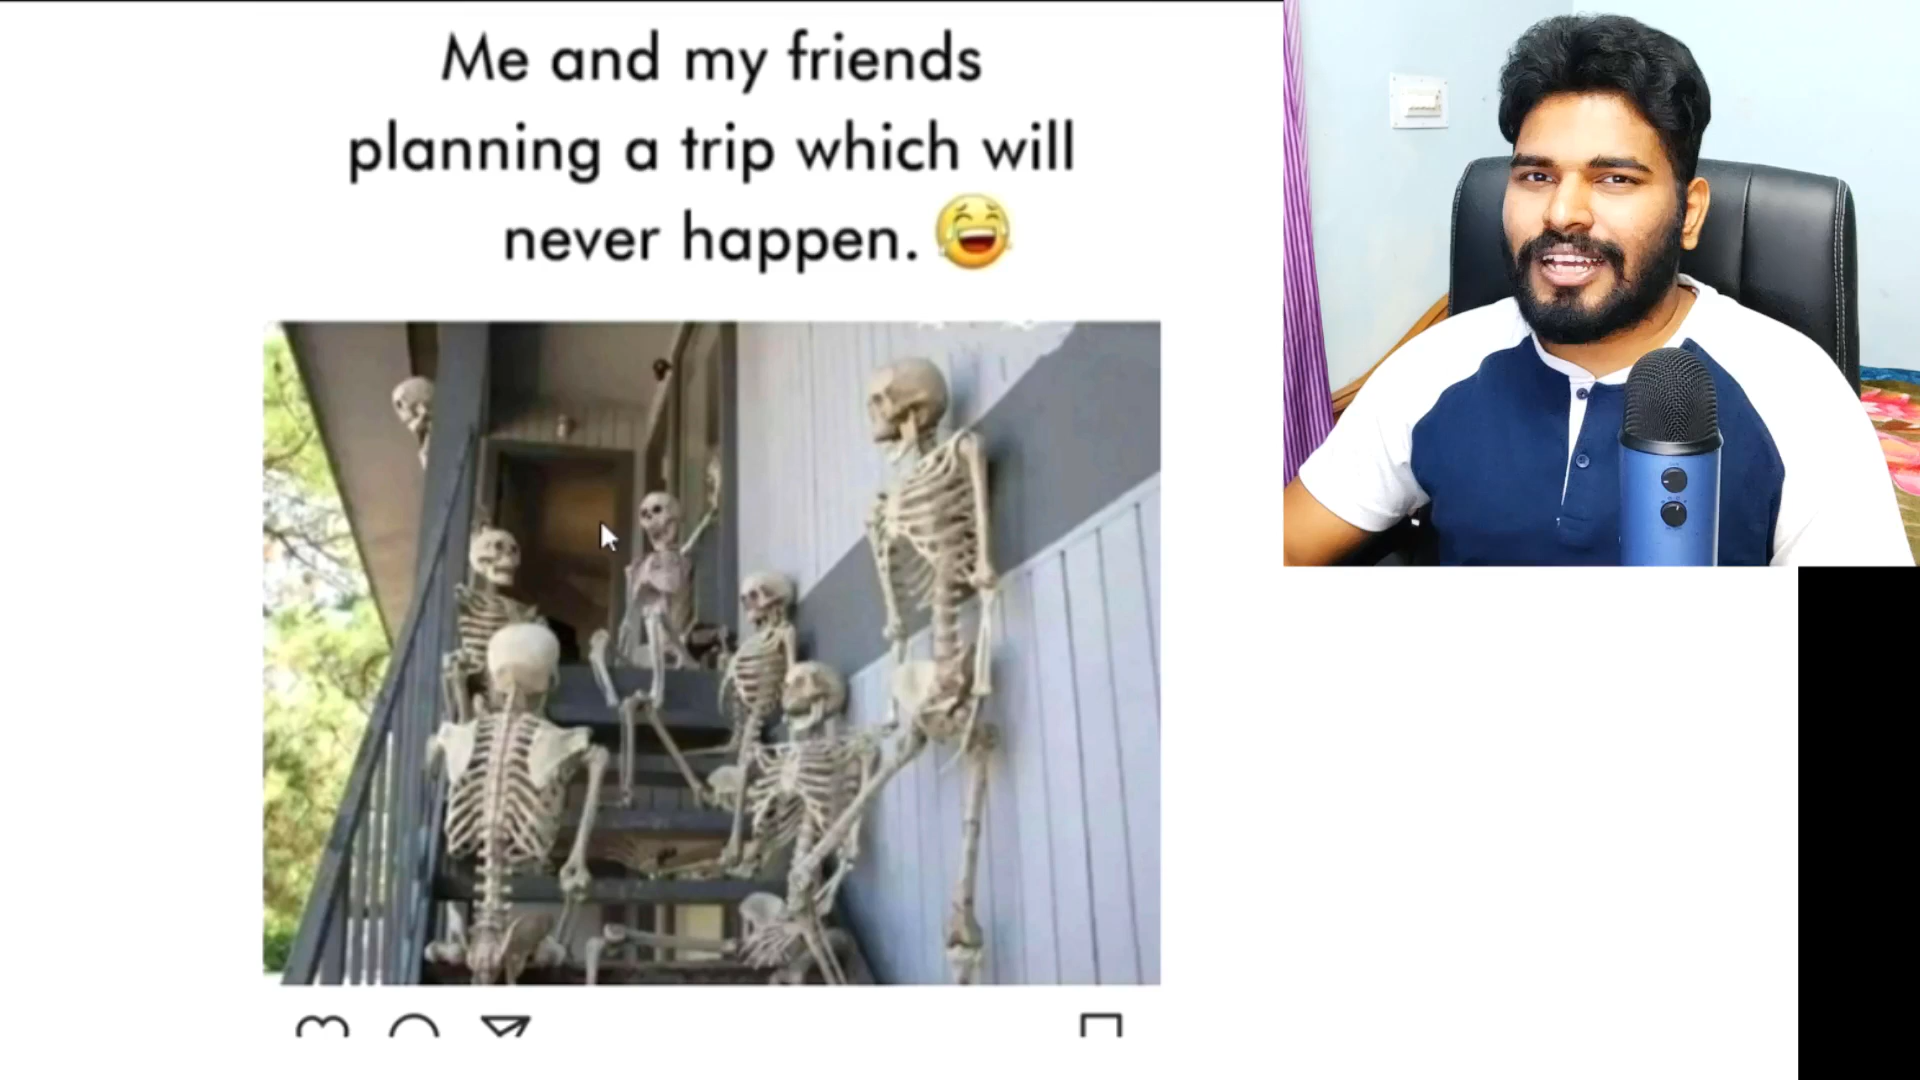 Me and my friends
planning a trip which will
never happen. 😂